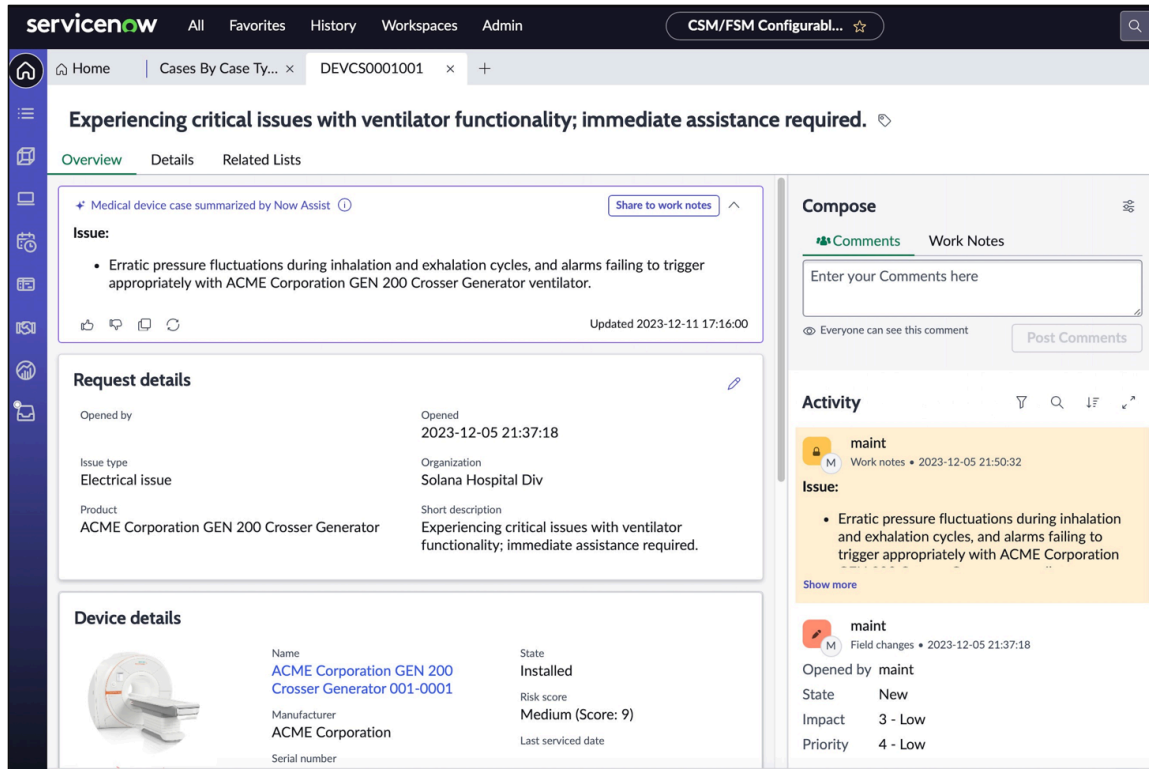 servicenow All Favorites History Workspaces Admin CSM/FSM Configurabl...
Home Cases By Case Ty... × DEVCS0001001 × +
Experiencing critical issues with ventilator functionality; immediate assistance required.
Overview Details Related Lists
Medical device case summarized by Now Assist Share to work notes
Issue:
• Erratic pressure fluctuations during inhalation and exhalation cycles, and alarms failing to trigger
appropriately with ACME Corporation GEN 200 Crosser Generator ventilator.
Updated 2023-12-11 17:16:00
Request details
Opened by
Opened
2023-12-05 21:37:18
Issue type
Electrical issue
Organization
Solana Hospital Div
Product
ACME Corporation GEN 200 Crosser Generator
Short description
Experiencing critical issues with ventilator
functionality; immediate assistance required.
Device details
Name
ACME Corporation GEN 200
Crosser Generator 001-0001
Manufacturer
ACME Corporation
Serial number
State
Installed
Risk score
Medium (Score: 9)
Last serviced date
Compose
Comments Work Notes
Enter your Comments here
Everyone can see this comment
Post Comments
Activity
maint
M Work notes • 2023-12-05 21:50:32
Issue:
• Erratic pressure fluctuations during inhalation
and exhalation cycles, and alarms failing to
trigger appropriately with ACME Corporation
Show more
maint
M Field changes • 2023-12-05 21:37:18
Opened by maint
State New
Impact 3 - Low
Priority 4 - Low